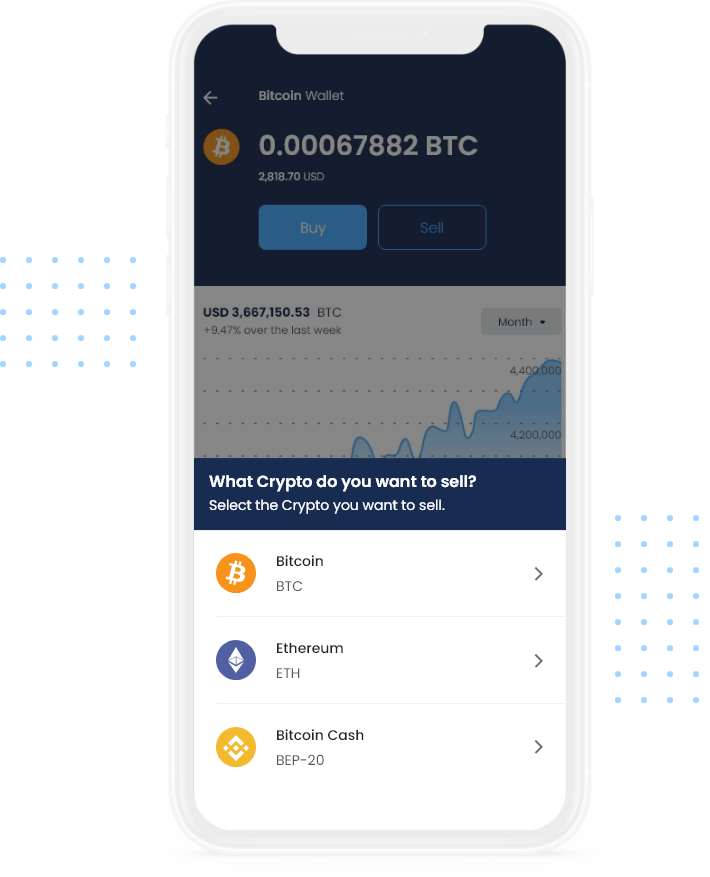 Bitcoin Wallet
0.00067882 BTC
2,818.70 USD
Buy Sell
USD 3,667,150.53 BTC
+9.47% over the last week
Month
4,400,000
4,200,000
What Crypto do you want to sell?
Select the Crypto you want to sell.
Bitcoin
BTC
Ethereum
ETH
Bitcoin Cash
BEP-20